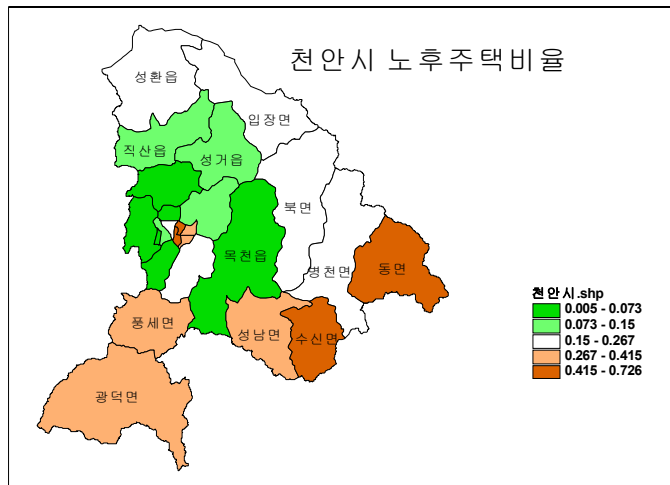 천안시 노후주택비율
성환읍
입장면
직산읍
성거읍
북면
목천읍
병천면
동면
풍세면
성남면
수신면
광덕면
천안시.shp
0.005 - 0.073
0.073 - 0.15
0.15 - 0.267
0.267 - 0.415
0.415 - 0.726